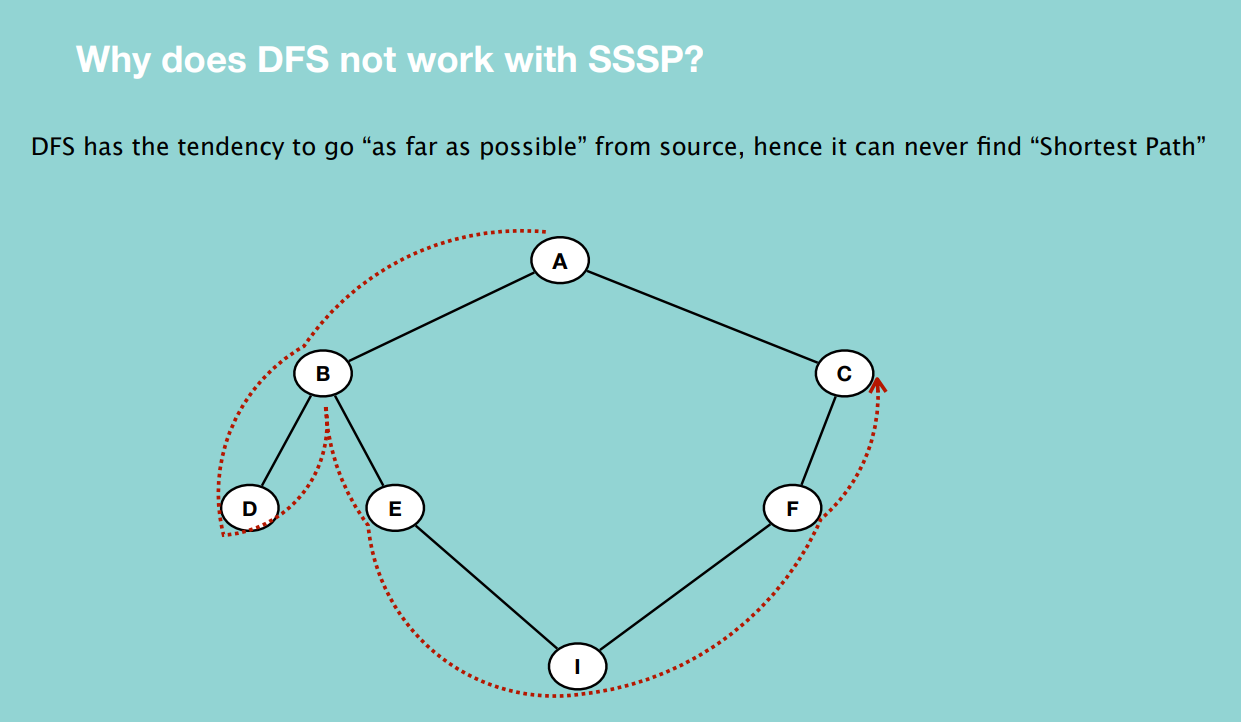 Why does DFS not work with SSSP?
DFS has the tendency to go “as far as possible” from source, hence it can never find “Shortest Path”
A
B
C
D
E
F
I